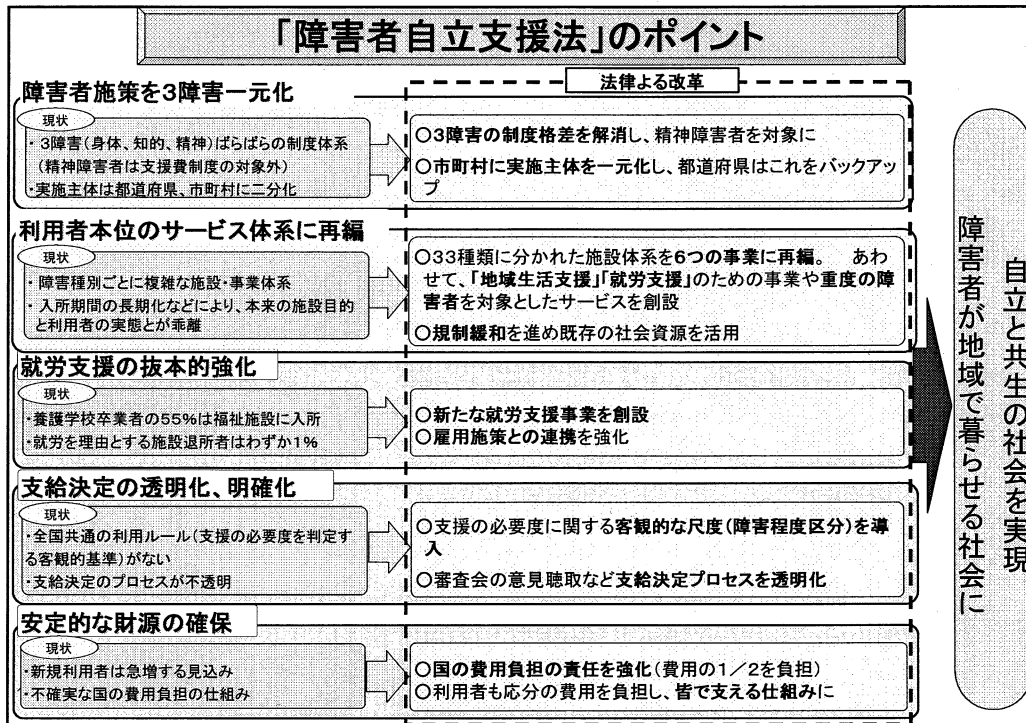 「障害者自立支援法」のポイント
法律よる改革
障害者施策を3障害一元化
現状
・3障害(身体、知的、精神)ばらばらの制度体系
(精神障害者は支援費制度の対象外)
・実施主体は都道府県、市町村に二分化
○3障害の制度格差を解消し、精神障害者を対象に
○市町村に実施主体を一元化し、都道府県はこれをバックアッ
プ
利用者本位のサービス体系に再編
現状
・障害種別ごとに複雑な施設・事業体系
・入所期間の長期化などにより、本来の施設目的
と利用者の実態とが乖離
○33種類に分かれた施設体系を6つの事業に再編。 あわ
せて、「地域生活支援」「就労支援」のための事業や重度の障
害者を対象としたサービスを創設
○規制緩和を進め既存の社会資源を活用
就労支援の抜本的強化
現状
・養護学校卒業者の55%は福祉施設に入所
・就労を理由とする施設退所者はわずか1%
○新たな就労支援事業を創設
○雇用施策との連携を強化
支給決定の透明化、明確化
現状
・全国共通の利用ルール(支援の必要度を判定す
る客観的基準)がない
・支給決定のプロセスが不透明
○支援の必要度に関する客観的な尺度(障害程度区分)を導
入
○審査会の意見聴取など支給決定プロセスを透明化
安定的な財源の確保
現状
・新規利用者は急増する見込み
・不確実な国の費用負担の仕組み
○国の費用負担の責任を強化(費用の1/2を負担)
○利用者も応分の費用を負担し、皆で支える仕組みに
障害者が地域で暮らせる社会に
自立と共生の社会を実現